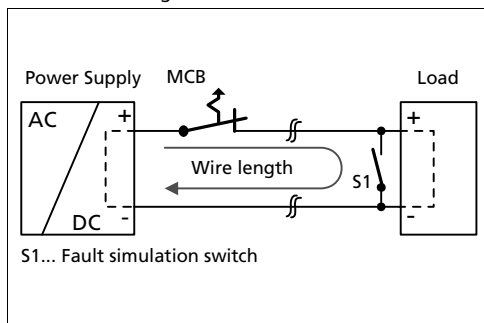 Power Supply MCB Load
AC + +
Wire length S1
DC - -
S1... Fault simulation switch